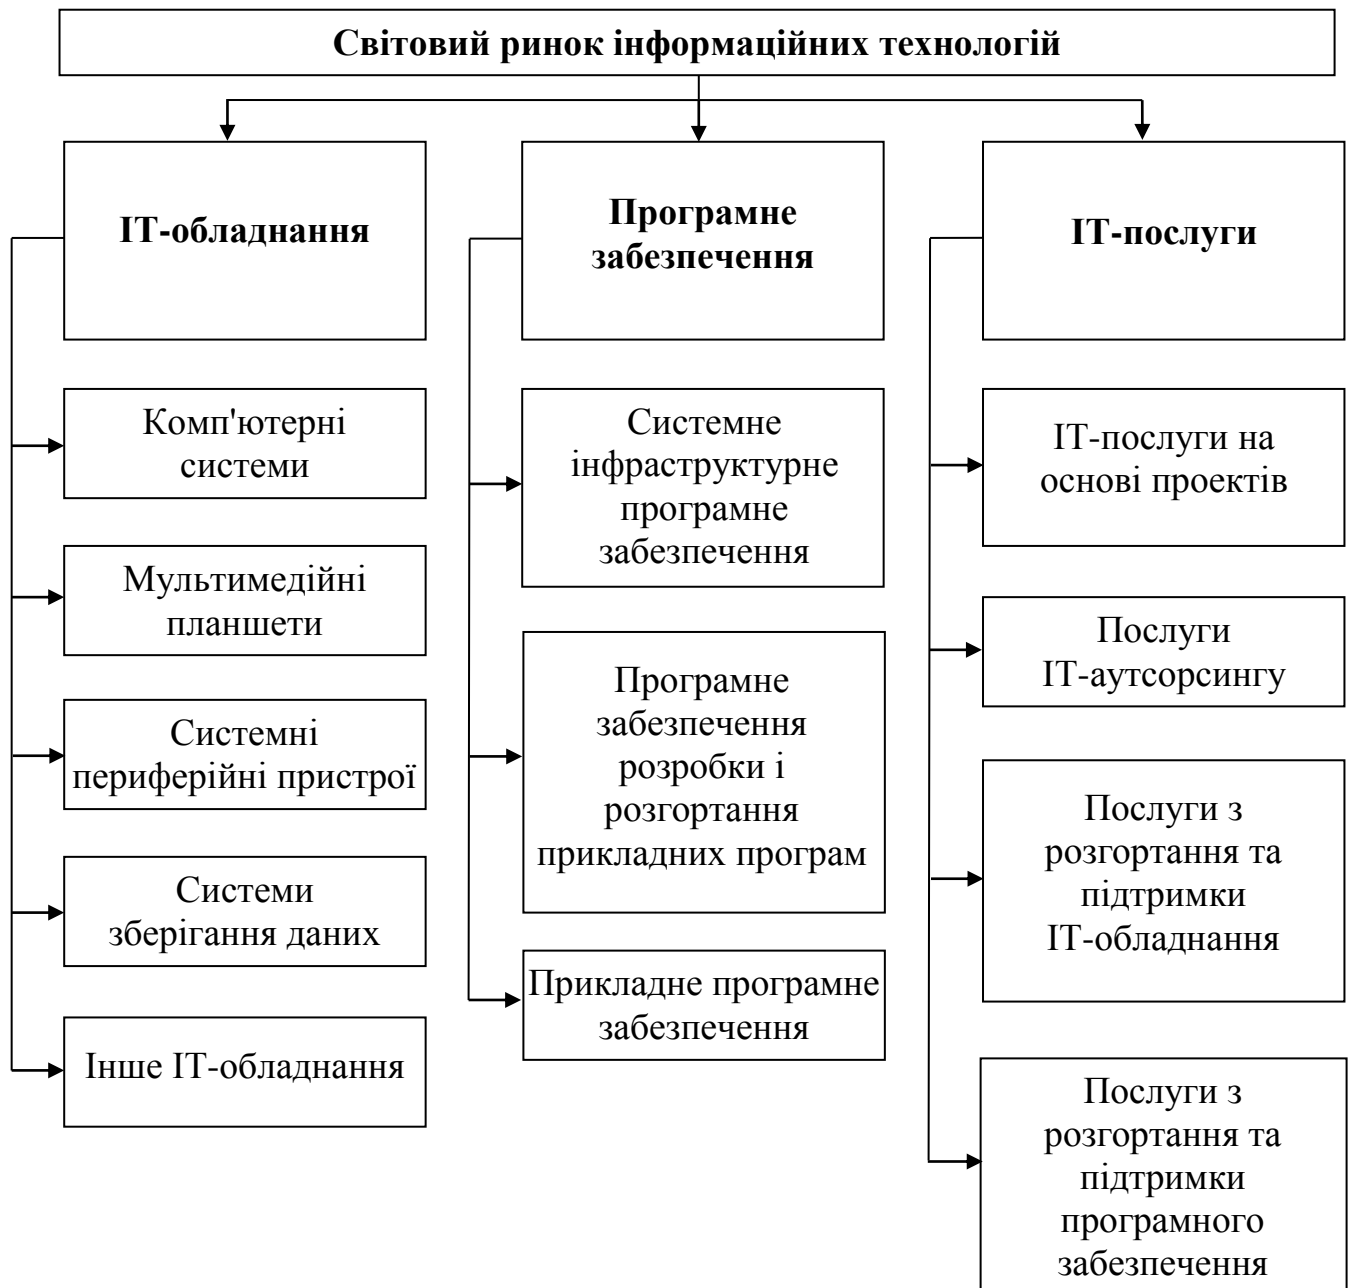 Світовий ринок інформаційних технологій
ІТ-обладнання
Комп'ютерні
системи
Мультимедійні
планшети
Системні
периферійні пристрої
Системи
зберігання даних
Інше ІТ-обладнання
Програмне
забезпечення
Системне
інфраструктурне
програмне
забезпечення
Програмне
забезпечення
розробки і
розгортання
прикладних програм
Прикладне програмне
забезпечення
ІТ-послуги
ІТ-послуги на
основі проектів
Послуги
ІТ-аутсорсингу
Послуги з
розгортання та
підтримки
ІТ-обладнання
Послуги з
розгортання та
підтримки
програмного
забезпечення